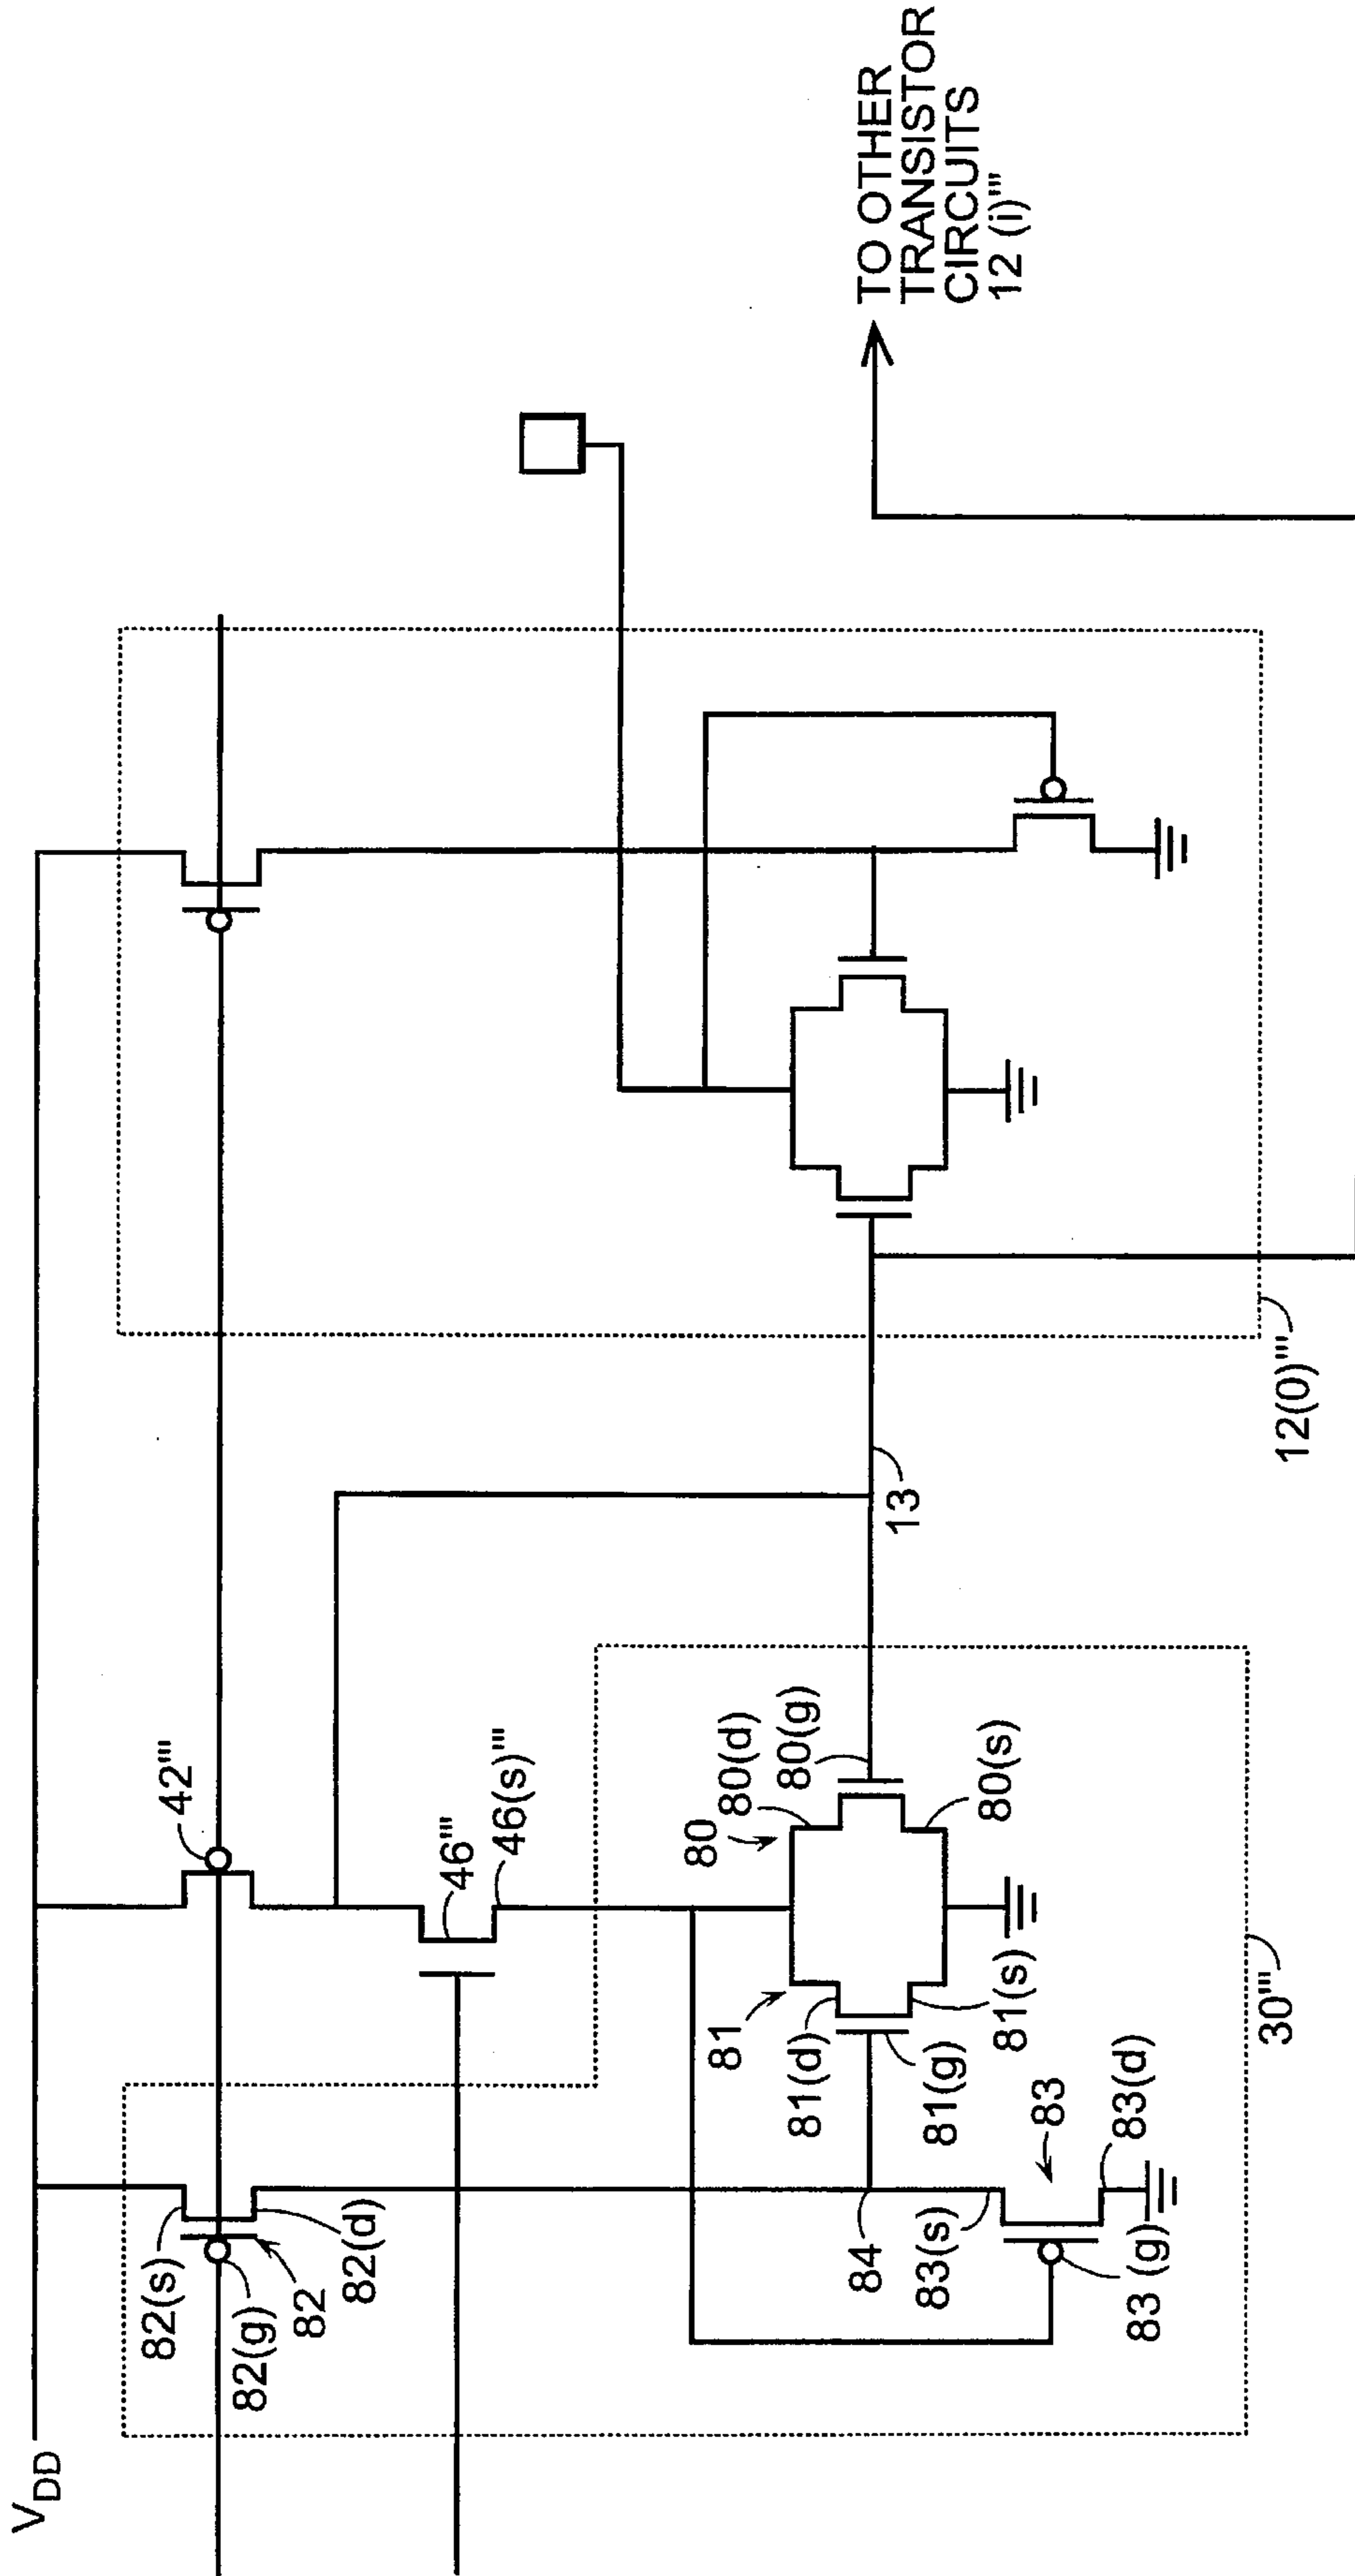 V_DD
82(s)
82(g)
82
82(d)
42'''
46'''
46(s)'''
84
83(s)
83 (g)
83
83(d)
81
81(d)
81(g)
81(s)
80
80(d)
80(g)
80(s)
30'''
13
12(0)'''
TO OTHER
TRANSISTOR
CIRCUITS
12 (i)'''